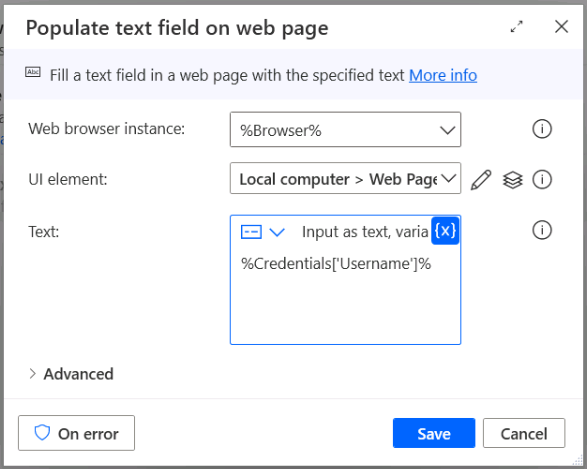 Populate text field on web page
Abc Fill a text field in a web page with the specified text More info
Web browser instance: %Browser%
UI element: Local computer > Web Page
Text: Input as text, varia {x}
%Credentials['Username']%
Advanced
On error Save Cancel